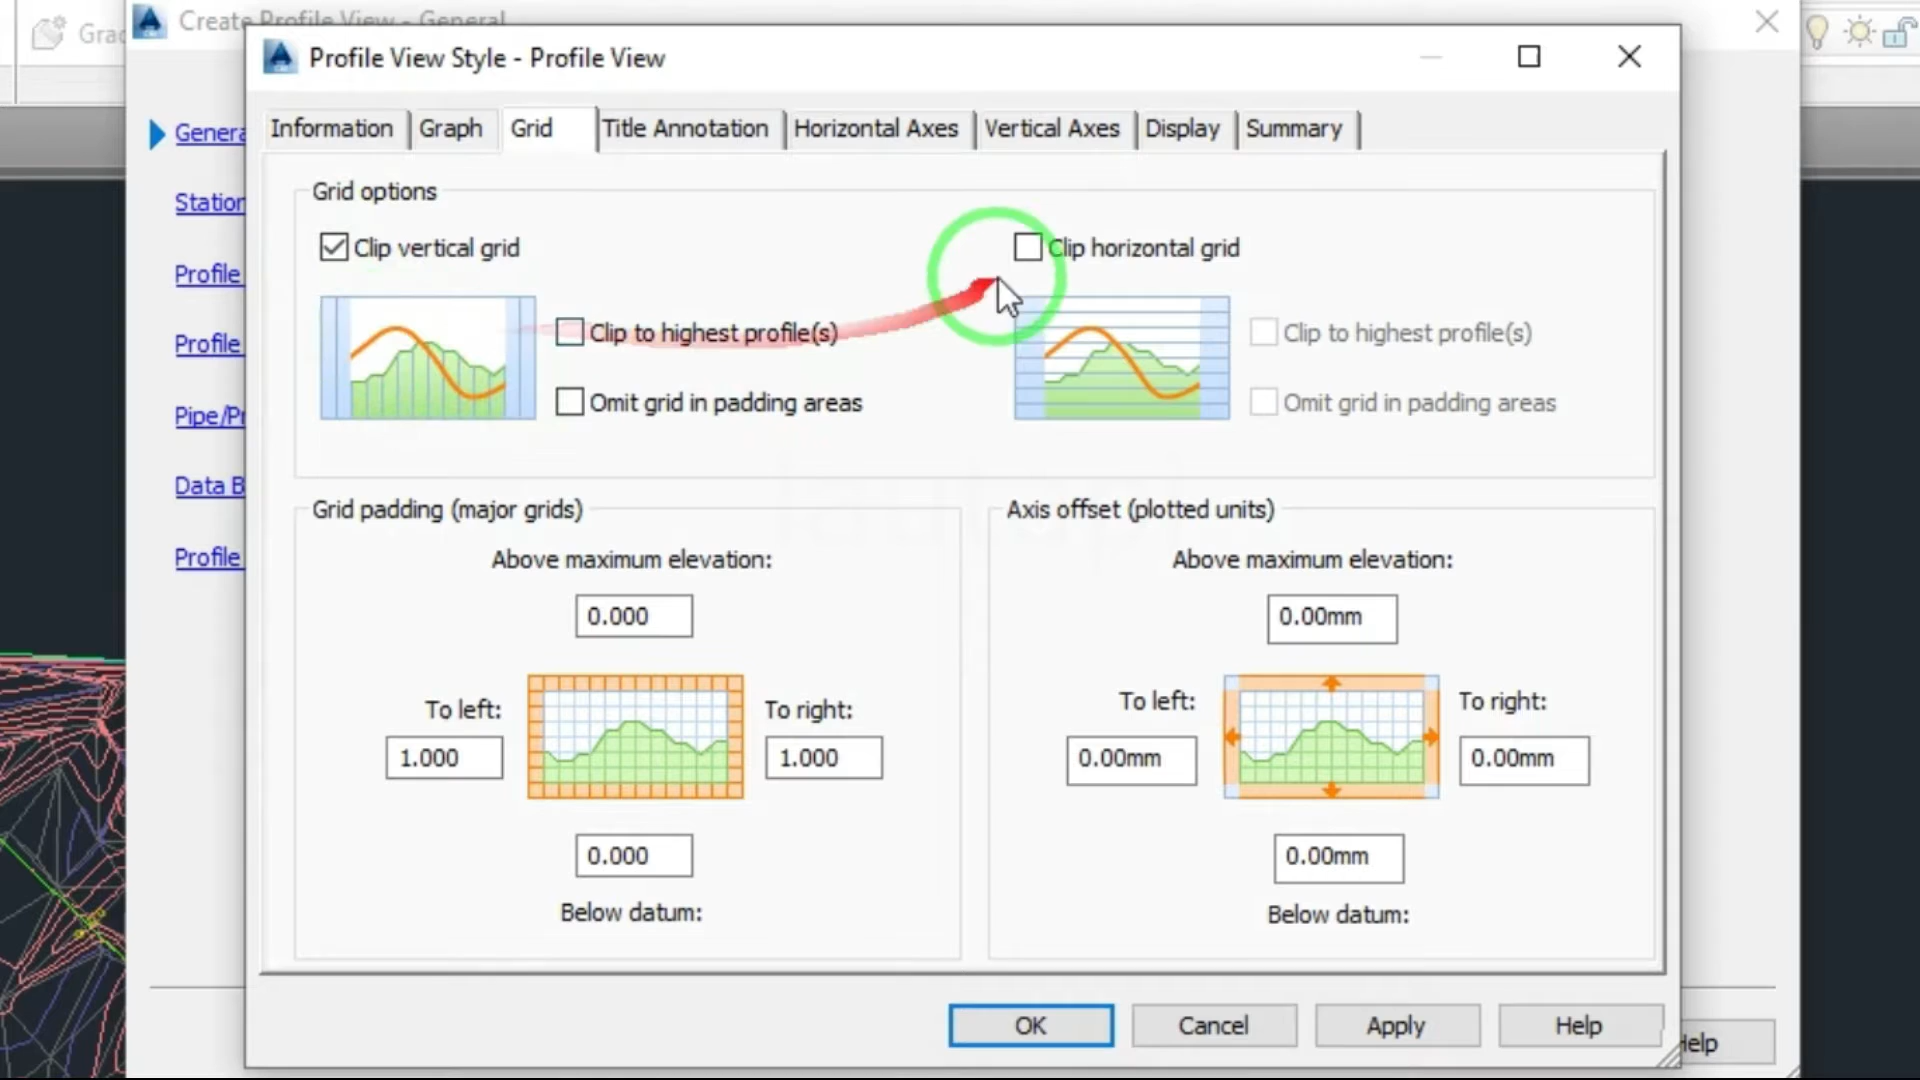 Create Profile View - General
Profile View Style - Profile View
Information
Graph
Grid
Title Annotation
Horizontal Axes
Vertical Axes
Display
Summary
Grid options
Clip vertical grid
Clip horizontal grid
Clip to highest profile(s)
Clip to highest profile(s)
Omit grid in padding areas
Omit grid in padding areas
Grid padding (major grids)
Axis offset (plotted units)
Above maximum elevation:
Above maximum elevation:
0.000
0.00mm
To left:
To right:
To left:
To right:
1.000
1.000
0.00mm
0.00mm
0.000
0.00mm
Below datum:
Below datum:
OK
Cancel
Apply
Help
Profile
Profile
Data B
Profile